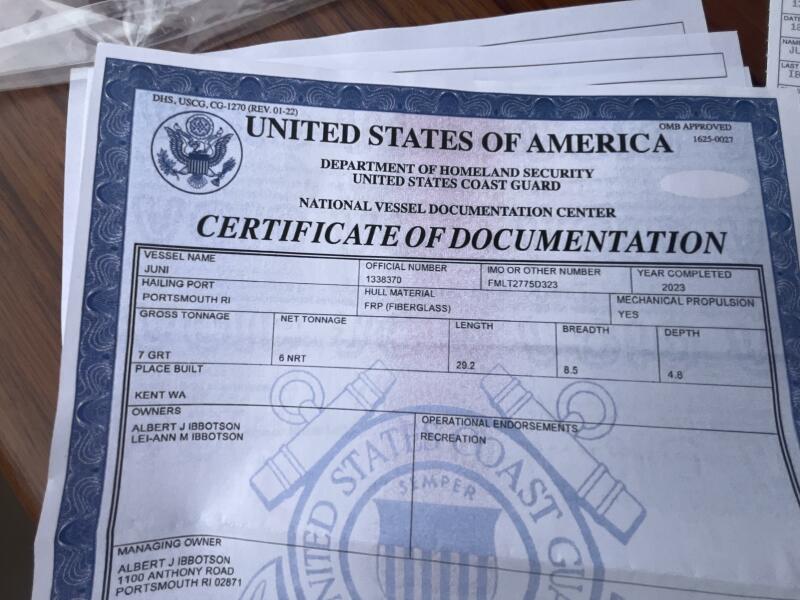 DHS, USCG, CG-1270 (REV. 01-22)
OMB APPROVED
1625-0027
UNITED STATES OF AMERICA
DEPARTMENT OF HOMELAND SECURITY
UNITED STATES COAST GUARD
NATIONAL VESSEL DOCUMENTATION CENTER
CERTIFICATE OF DOCUMENTATION
VESSEL NAME
JUNI
OFFICIAL NUMBER
1338370
IMO OR OTHER NUMBER
FMLT2775D323
YEAR COMPLETED
2023
HAILING PORT
PORTSMOUTH RI
HULL MATERIAL
FRP (FIBERGLASS)
MECHANICAL PROPULSION
YES
GROSS TONNAGE
7 GRT
NET TONNAGE
6 NRT
LENGTH
29.2
BREADTH
8.5
DEPTH
4.8
PLACE BUILT
KENT WA
OWNERS
ALBERT J IBBOTSON
LEI-ANN M IBBOTSON
OPERATIONAL ENDORSEMENTS
RECREATION
UNITED STATES COAST GUARD
SEMPER
MANAGING OWNER
ALBERT J IBBOTSON
1100 ANTHONY ROAD
PORTSMOUTH RI 02871